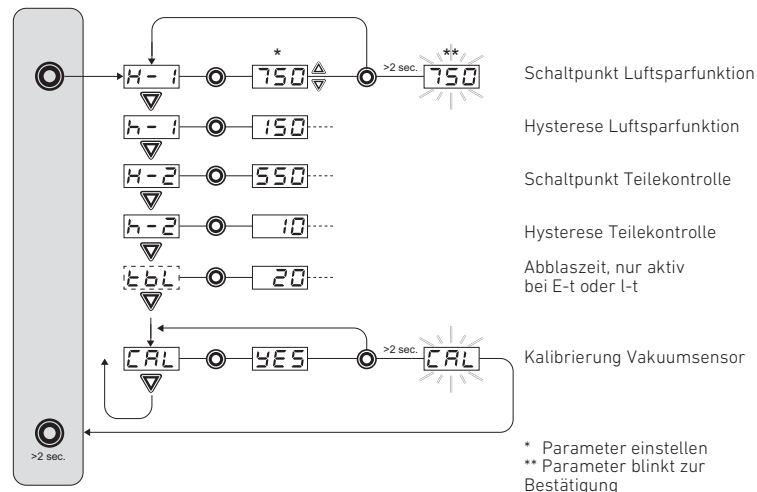 *
**
>2 sec.
H-1 750 750 Schaltpunkt Luftsparfunktion
h-1 150 Hysterese Luftsparfunktion
H-2 550 Schaltpunkt Teilekontrolle
h-2 10 Hysterese Teilekontrolle
tbL 20 Abblaszeit, nur aktiv
bei E-t oder l-t
>2 sec.
CAL YES CAL Kalibrierung Vakuumsensor
>2 sec.
* Parameter einstellen
** Parameter blinkt zur
Bestätigung